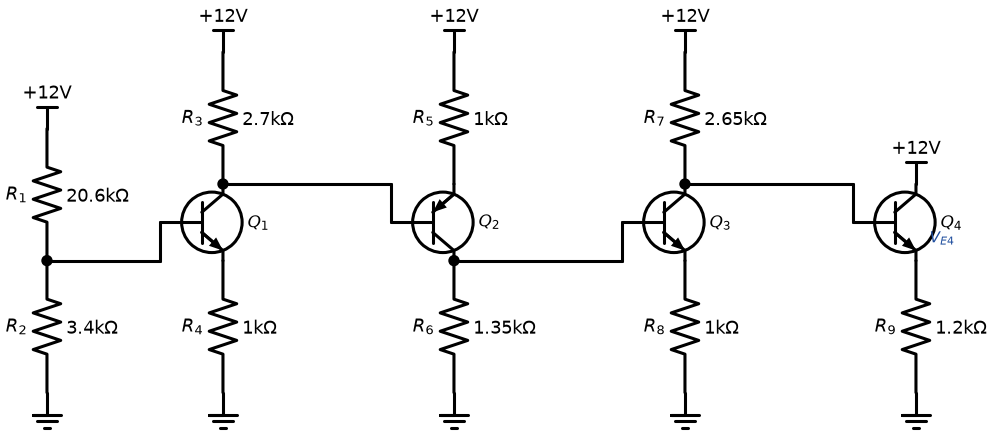 +12V
+12V
+12V
+12V
+12V
R3
2.7kΩ
R5
1kΩ
R7
2.65kΩ
R1
20.6kΩ
Q1
Q2
Q3
Q4
VE4
R2
3.4kΩ
R4
1kΩ
R6
1.35kΩ
R8
1kΩ
R9
1.2kΩ